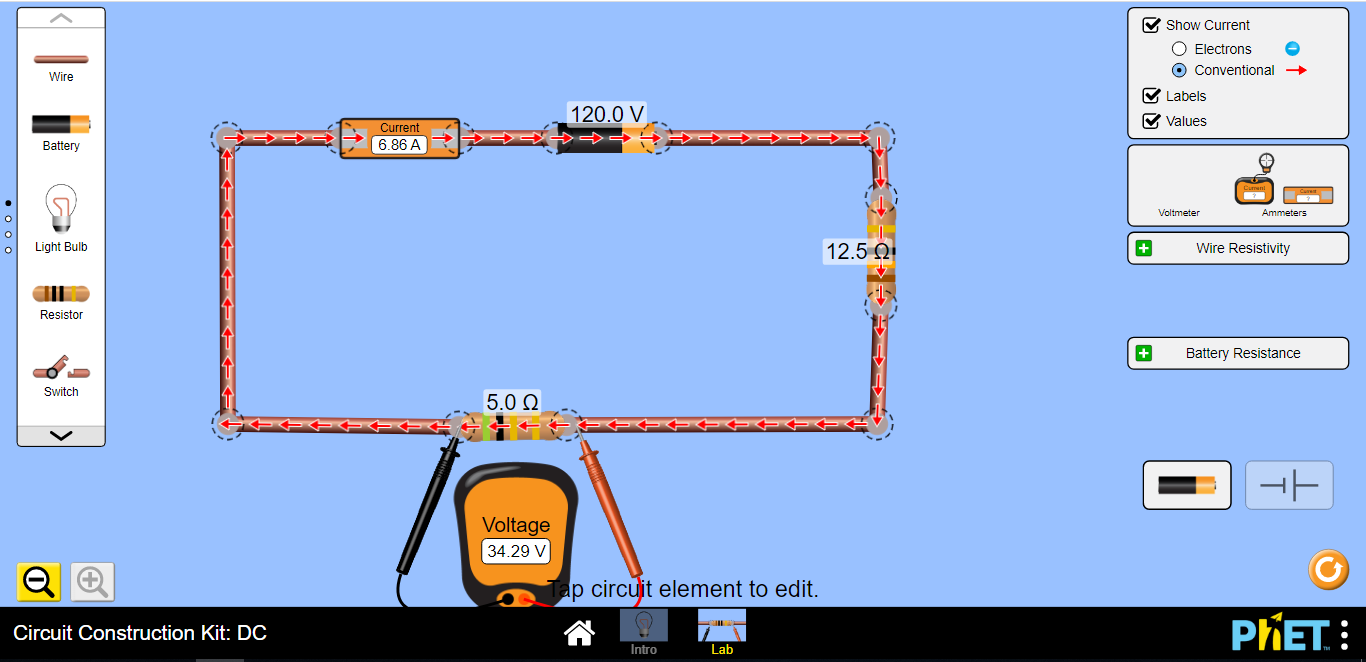 Wire
Battery
Light Bulb
Resistor
Switch
Current
6.86 A
120.0 V
12.5 Ω
5.0 Ω
Voltage
34.29 V
Tap circuit element to edit.
Show Current
Electrons
Conventional
Labels
Values
Current
?
Current
?
Voltmeter
Ammeters
Wire Resistivity
Battery Resistance
Circuit Construction Kit: DC
Intro
Lab
PhET